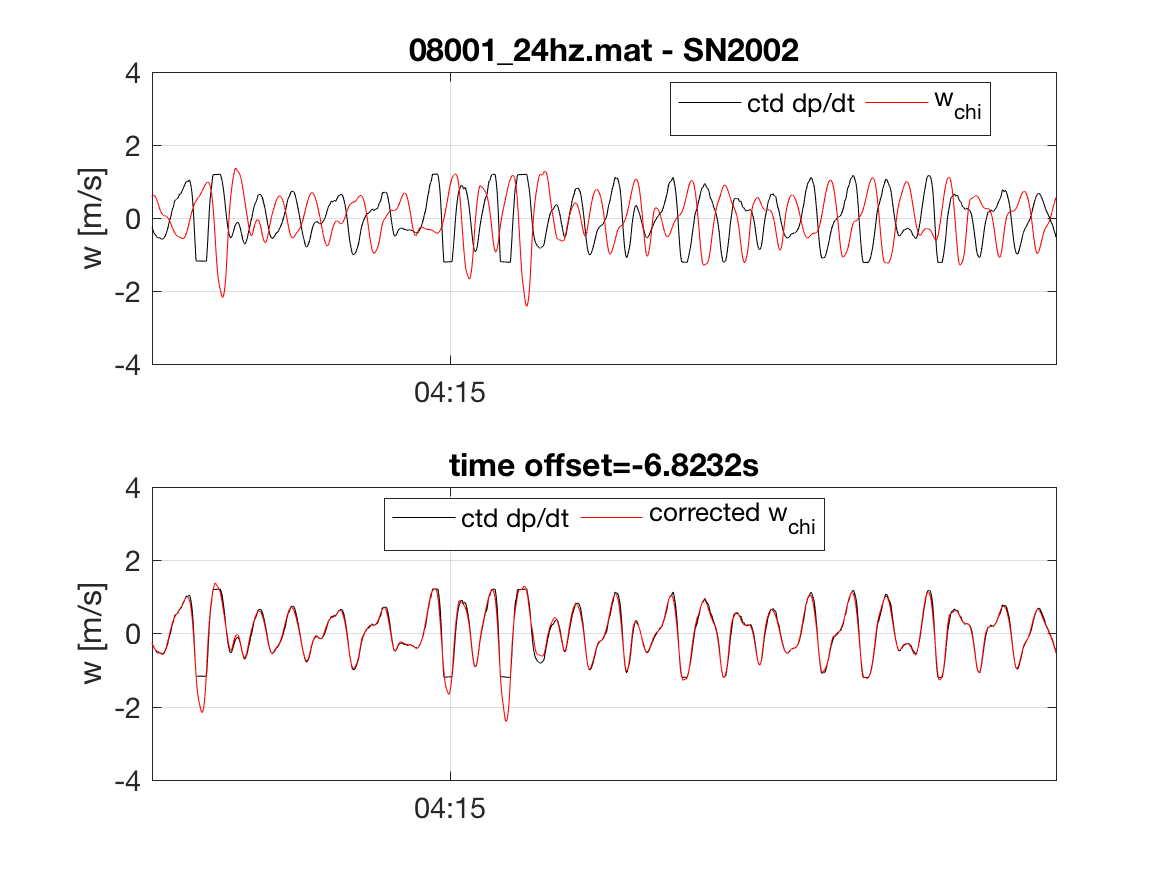 08001_24hz.mat - SN2002
ctd dp/dt w_chi
4
2
0
-2
-4
w [m/s]
04:15
time offset=-6.8232s
ctd dp/dt corrected w_chi
4
2
0
-2
-4
w [m/s]
04:15